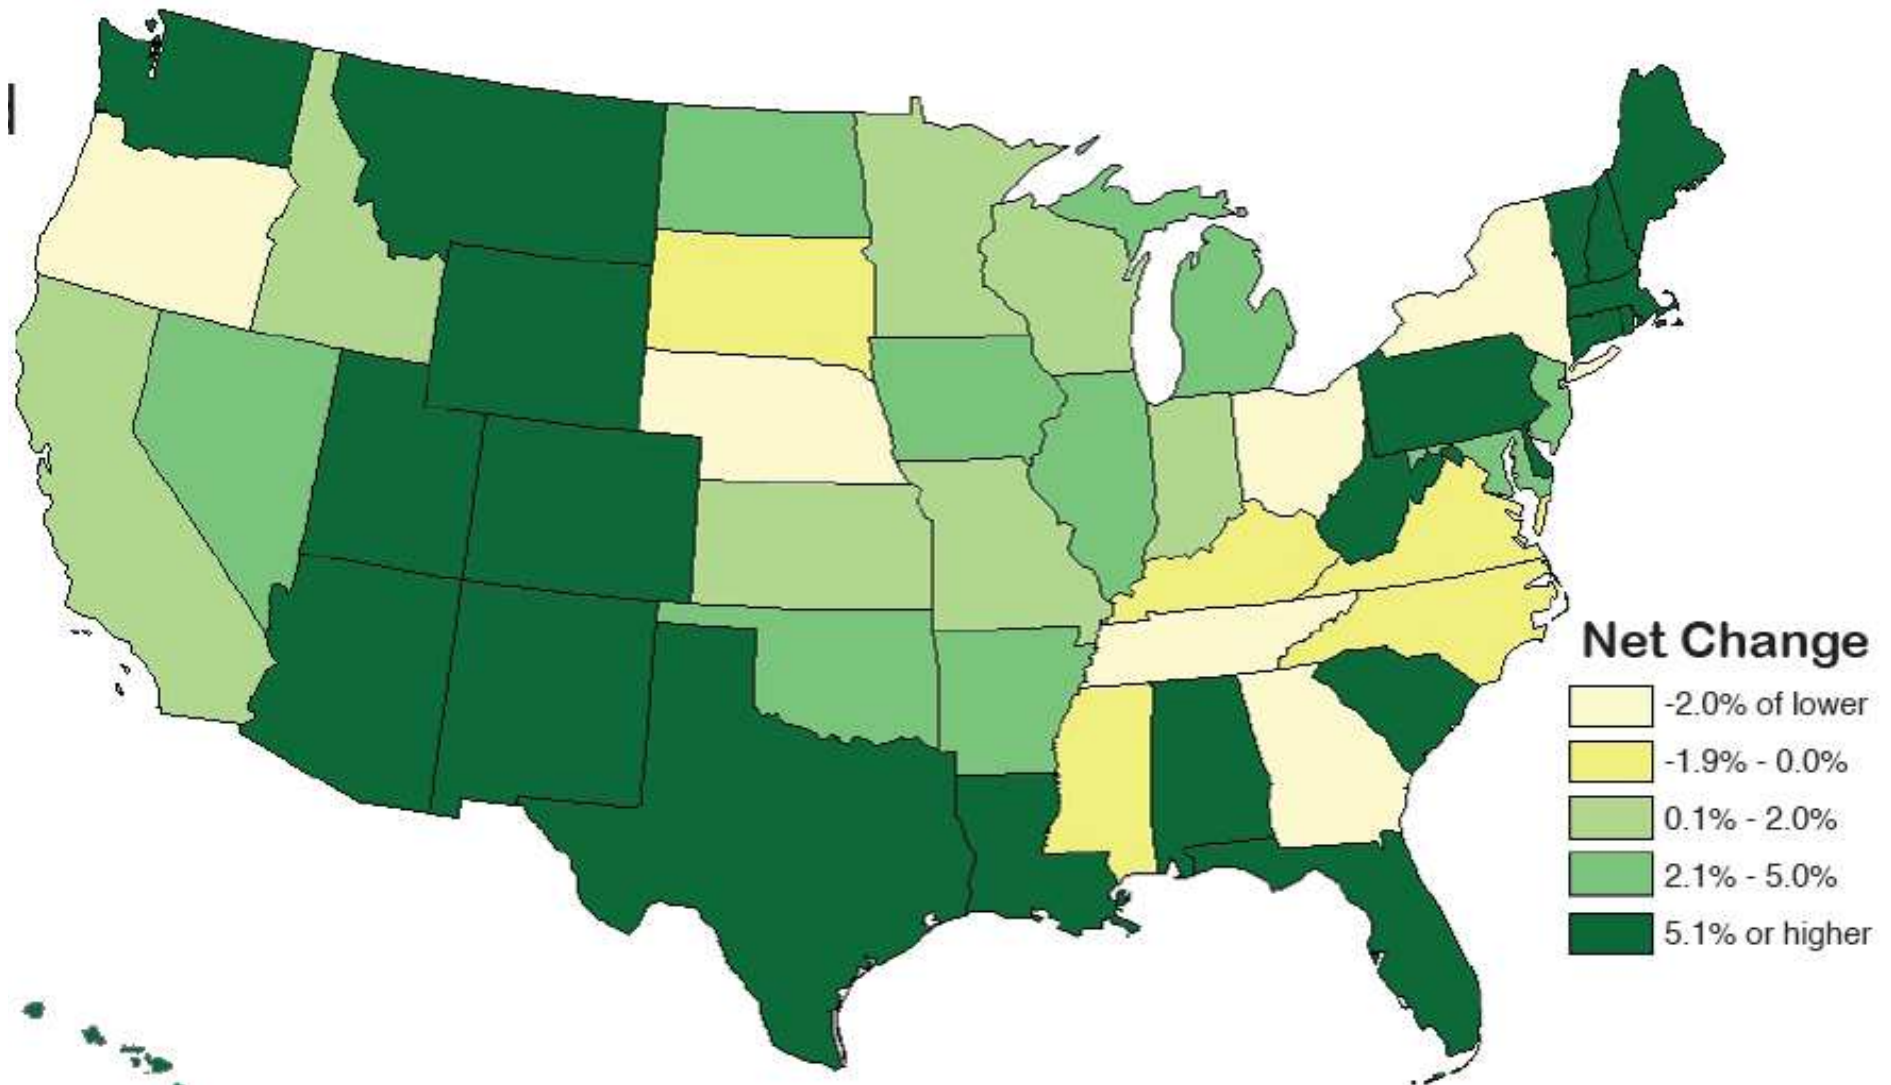 Net Change
-2.0% of lower
-1.9% - 0.0%
0.1% - 2.0%
2.1% - 5.0%
5.1% or higher